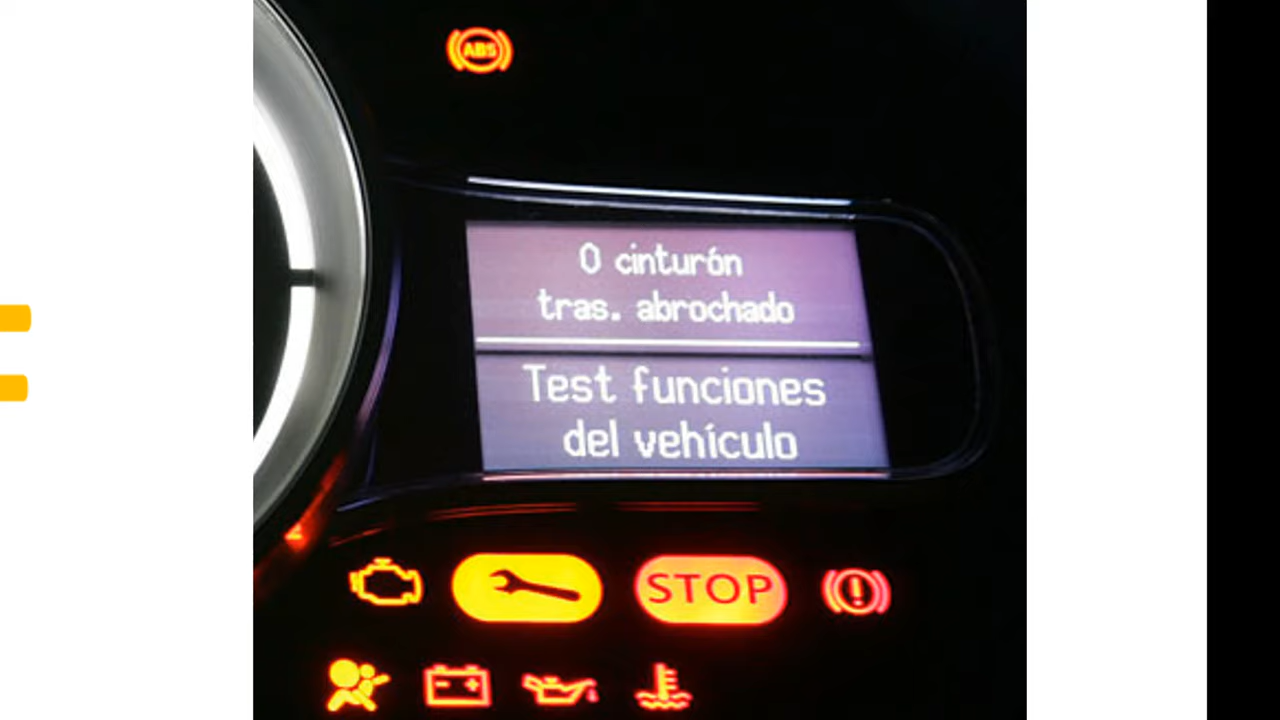 ABS
0 cinturón
tras. abrochado
Test funciones
del vehículo
STOP